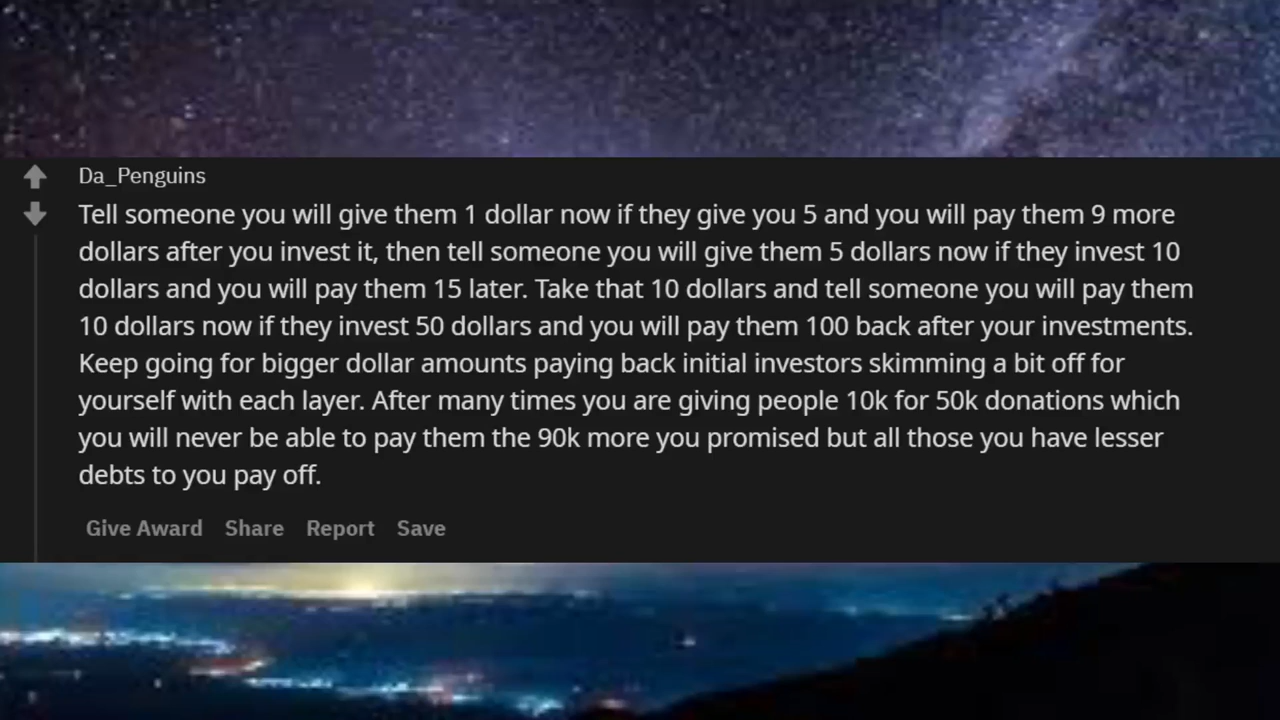 Da_Penguins
Tell someone you will give them 1 dollar now if they give you 5 and you will pay them 9 more
dollars after you invest it, then tell someone you will give them 5 dollars now if they invest 10
dollars and you will pay them 15 later. Take that 10 dollars and tell someone you will pay them
10 dollars now if they invest 50 dollars and you will pay them 100 back after your investments.
Keep going for bigger dollar amounts paying back initial investors skimming a bit off for
yourself with each layer. After many times you are giving people 10k for 50k donations which
you will never be able to pay them the 90k more you promised but all those you have lesser
debts to you pay off.
Give Award Share Report Save